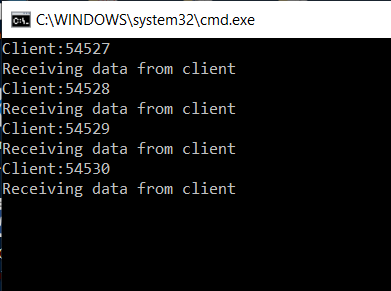 C:\WINDOWS\system32\cmd.exe
Client:54527
Receiving data from client
Client:54528
Receiving data from client
Client:54529
Receiving data from client
Client:54530
Receiving data from client